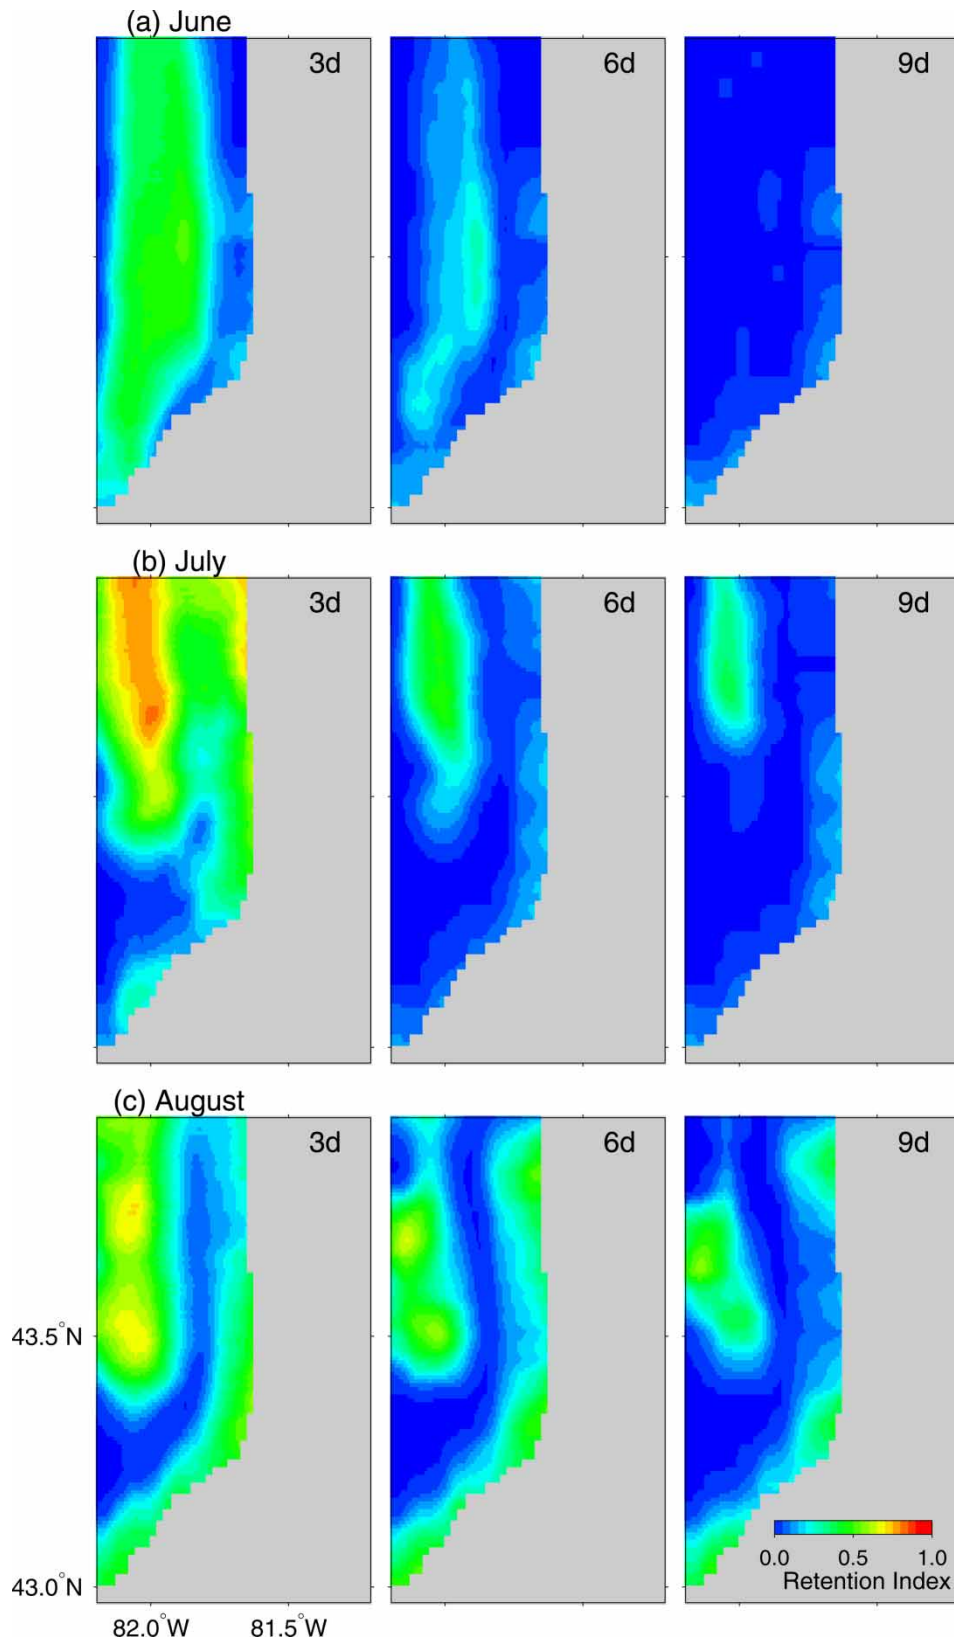 (a) June
3d
6d
9d
(b) July
3d
6d
9d
(c) August
3d
6d
9d
43.5°N
0.0 0.5 1.0
Retention Index
43.0°N
82.0°W 81.5°W